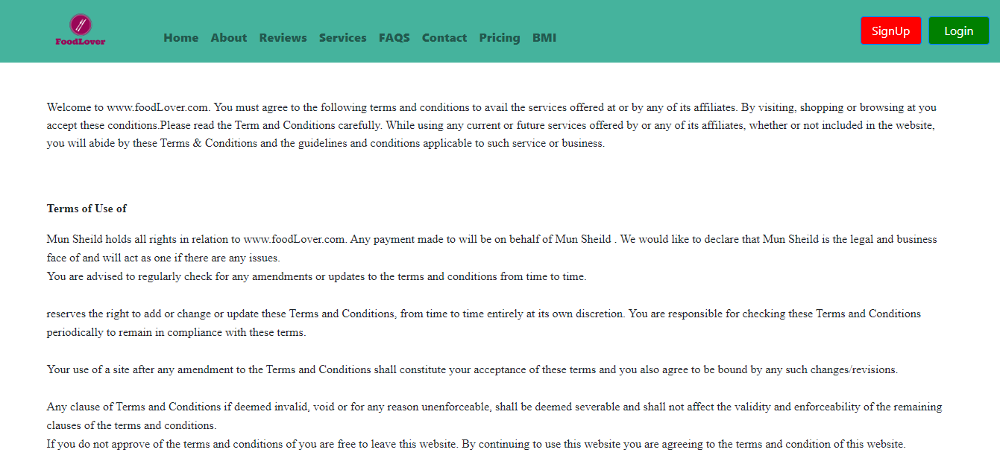 FoodLover
Home About Reviews Services FAQS Contact Pricing BMI
SignUp Login
Welcome to www.foodLover.com. You must agree to the following terms and conditions to avail the services offered at or by any of its affiliates. By visiting, shopping or browsing at you
accept these conditions.Please read the Term and Conditions carefully. While using any current or future services offered by or any of its affiliates, whether or not included in the website,
you will abide by these Terms & Conditions and the guidelines and conditions applicable to such service or business.
Terms of Use of
Mun Sheild holds all rights in relation to www.foodLover.com. Any payment made to will be on behalf of Mun Sheild . We would like to declare that Mun Sheild is the legal and business
face of and will act as one if there are any issues.
You are advised to regularly check for any amendments or updates to the terms and conditions from time to time.
reserves the right to add or change or update these Terms and Conditions, from time to time entirely at its own discretion. You are responsible for checking these Terms and Conditions
periodically to remain in compliance with these terms.
Your use of a site after any amendment to the Terms and Conditions shall constitute your acceptance of these terms and you also agree to be bound by any such changes/revisions.
Any clause of Terms and Conditions if deemed invalid, void or for any reason unenforceable, shall be deemed severable and shall not affect the validity and enforceability of the remaining
clauses of the terms and conditions.
If you do not approve of the terms and conditions of you are free to leave this website. By continuing to use this website you are agreeing to the terms and condition of this website.